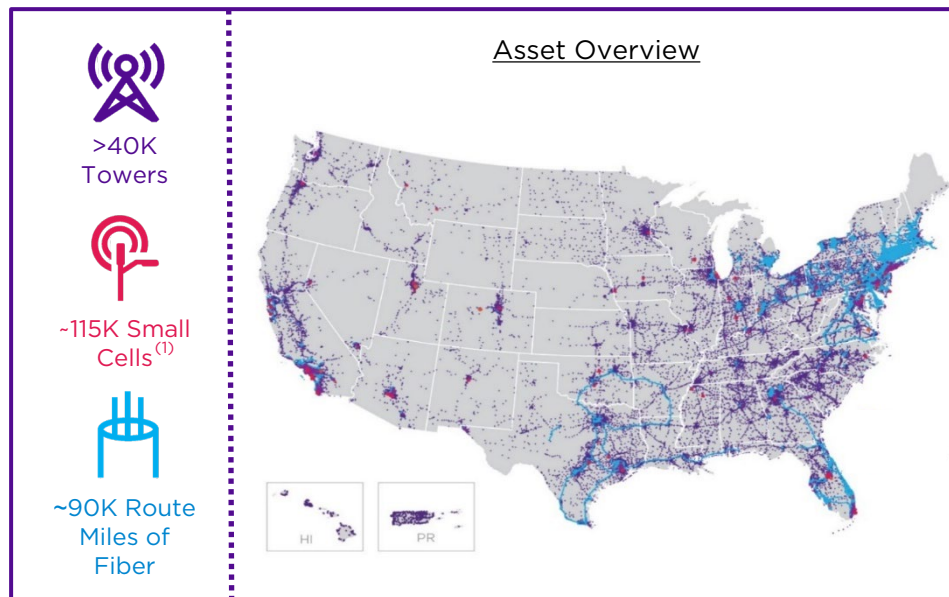 Asset Overview
>40K
Towers
~115K Small
Cells(1)
~90K Route
Miles of
Fiber
HI
PR